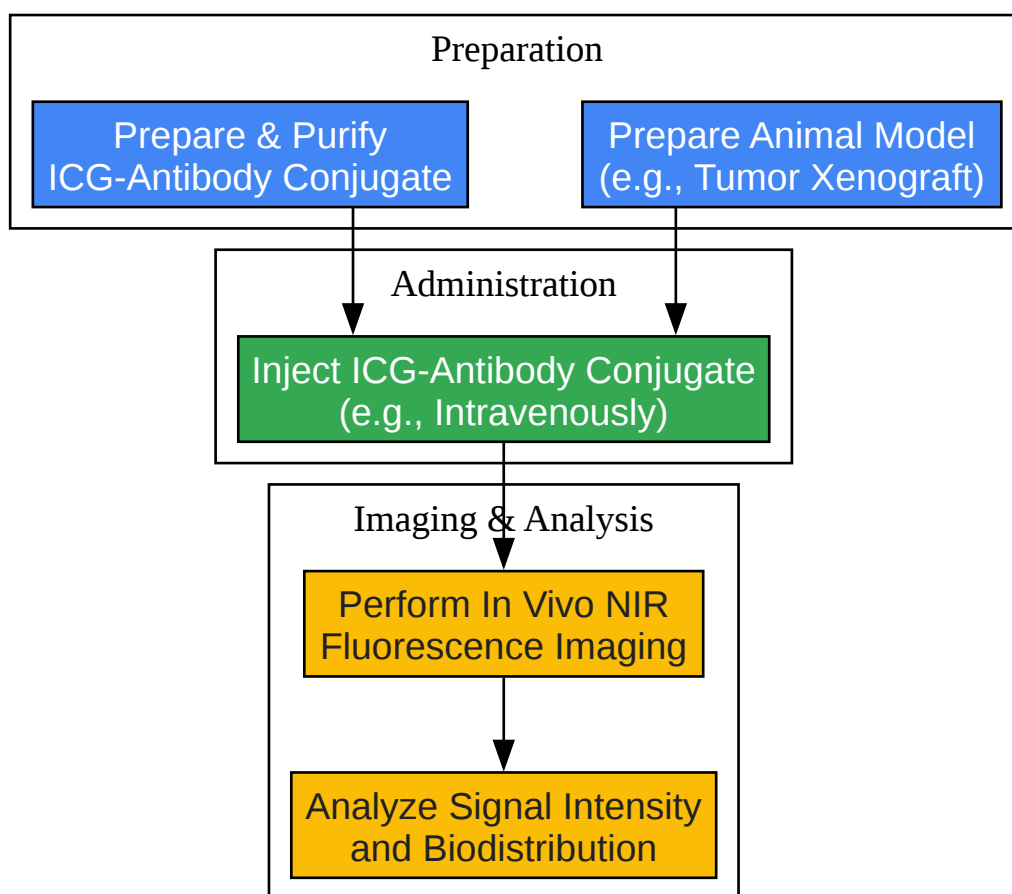 Preparation
Prepare & Purify
ICG-Antibody Conjugate
Prepare Animal Model
(e.g., Tumor Xenograft)
Administration
Inject ICG-Antibody Conjugate
(e.g., Intravenously)
Imaging & Analysis
Perform In Vivo NIR
Fluorescence Imaging
Analyze Signal Intensity
and Biodistribution